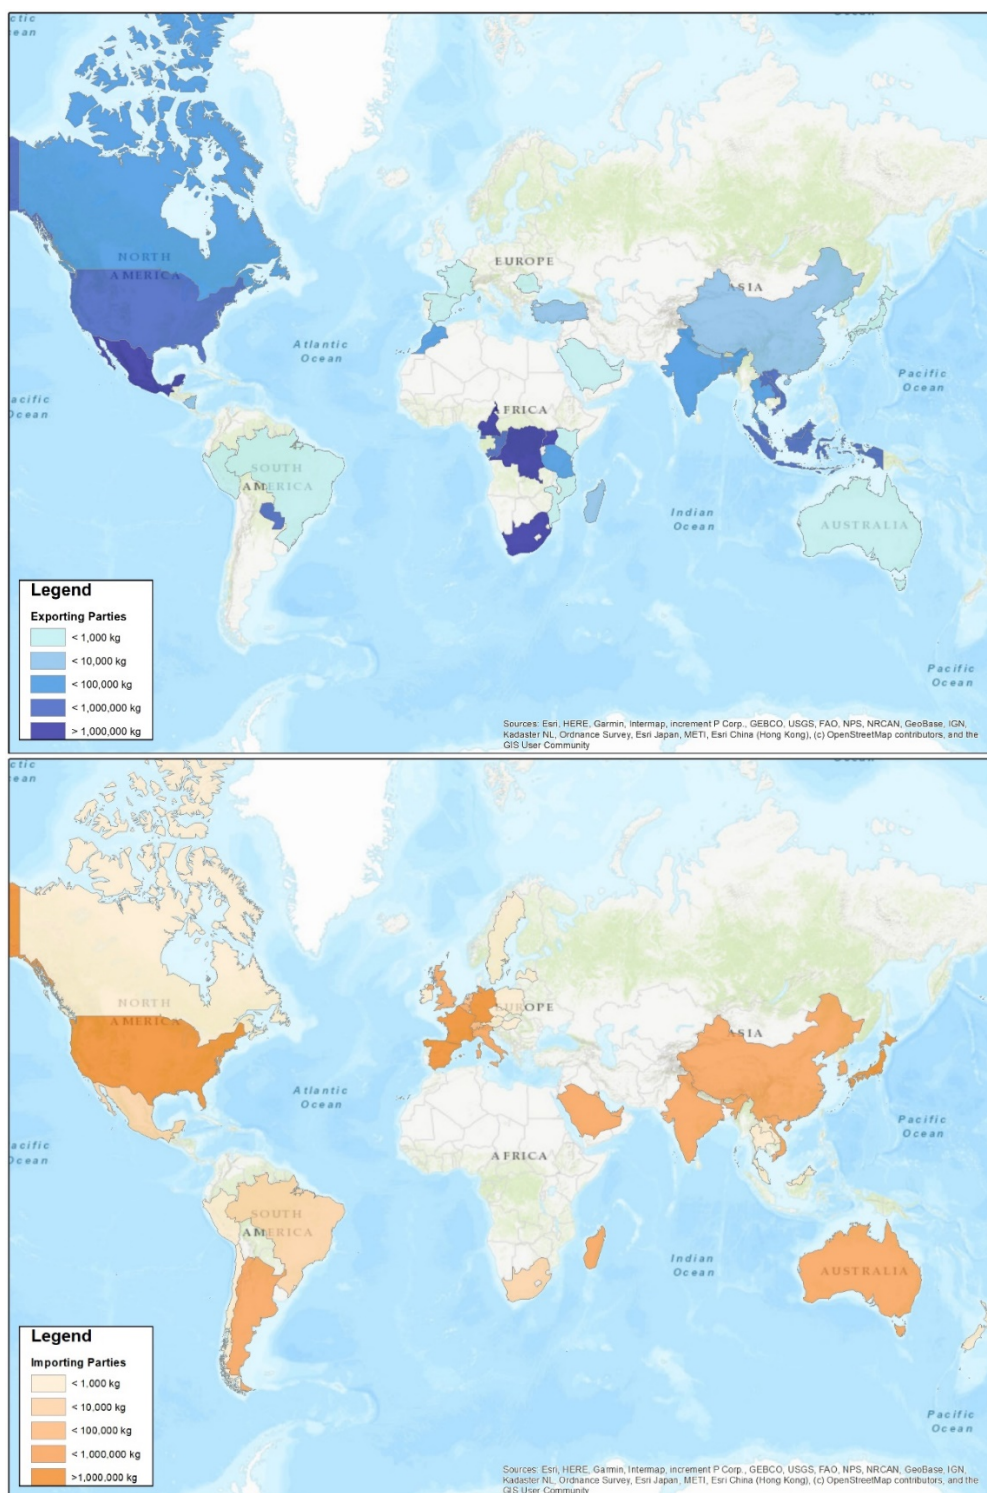 ctic
ean
Ocean
NORTH
AMERICA
EUROPE
ASIA
Atlantic
Ocean
Pacific
Ocean
acific
Ocean
AFRICA
SOUTH
AMERICA
Indian
Ocean
AUSTRALIA
Legend
Exporting Parties
< 1,000 kg
< 10,000 kg
< 100,000 kg
< 1,000,000 kg
> 1,000,000 kg
Pacific
Ocean
Sources: Esri, HERE, Garmin, Intermap, increment P Corp., GEBCO, USGS, FAO, NPS, NRCAN, GeoBase, IGN,
Kadaster NL, Ordnance Survey, Esri Japan, METI, Esri China (Hong Kong), (c) OpenStreetMap contributors, and the
GIS User Community
ctic
ean
NORTH
AMERICA
EUROPE
ASIA
Atlantic
Ocean
Pacific
Ocean
acific
Ocean
AFRICA
SOUTH
AMERICA
Indian
Ocean
AUSTRALIA
Legend
Importing Parties
< 1,000 kg
< 10,000 kg
< 100,000 kg
< 1,000,000 kg
>1,000,000 kg
Pacific
Ocean
Sources: Esri, HERE, Garmin, Intermap, increment P Corp., GEBCO, USGS, FAO, NPS, NRCAN, GeoBase, IGN,
Kadaster NL, Ordnance Survey, Esri Japan, METI, Esri China (Hong Kong), (c) OpenStreetMap contributors, and the
GIS User Community